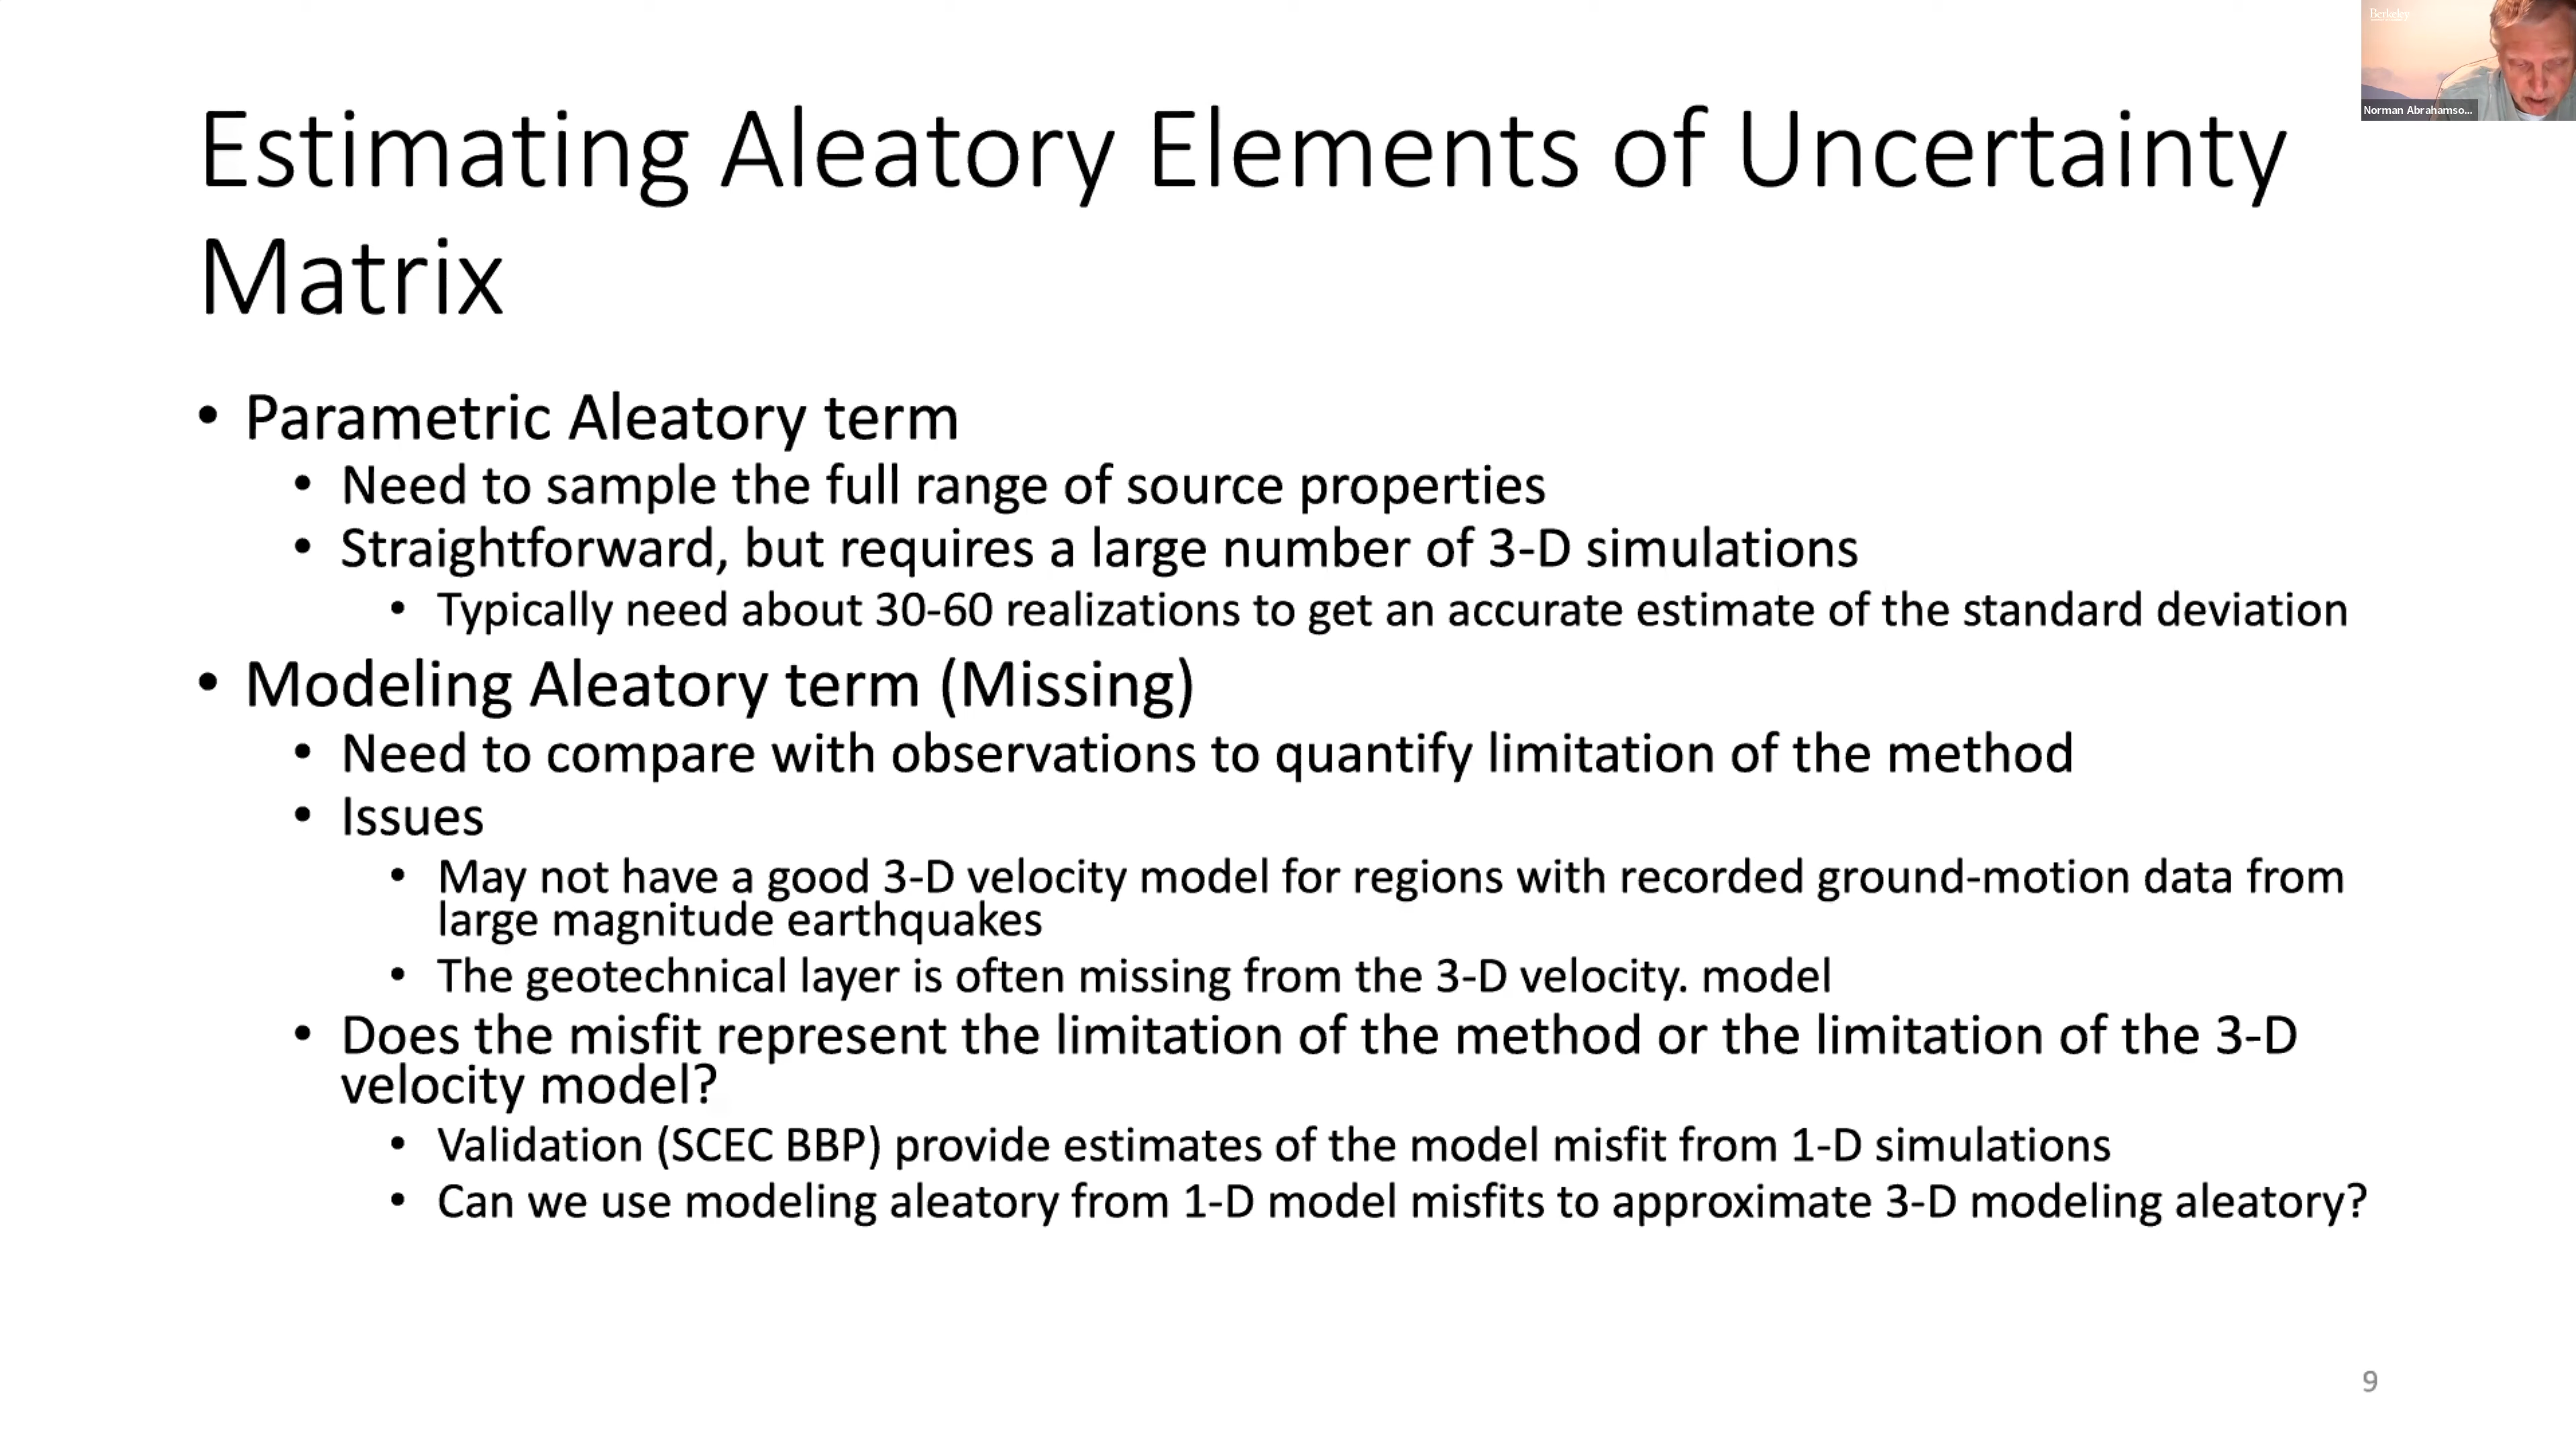 Berkeley
Norman Abrahamso...
Estimating Aleatory Elements of Uncertainty
Matrix
• Parametric Aleatory term
• Need to sample the full range of source properties
• Straightforward, but requires a large number of 3-D simulations
• Typically need about 30-60 realizations to get an accurate estimate of the standard deviation
• Modeling Aleatory term (Missing)
• Need to compare with observations to quantify limitation of the method
• Issues
• May not have a good 3-D velocity model for regions with recorded ground-motion data from
large magnitude earthquakes
• The geotechnical layer is often missing from the 3-D velocity. model
• Does the misfit represent the limitation of the method or the limitation of the 3-D
velocity model?
• Validation (SCEC BBP) provide estimates of the model misfit from 1-D simulations
• Can we use modeling aleatory from 1-D model misfits to approximate 3-D modeling aleatory?
9